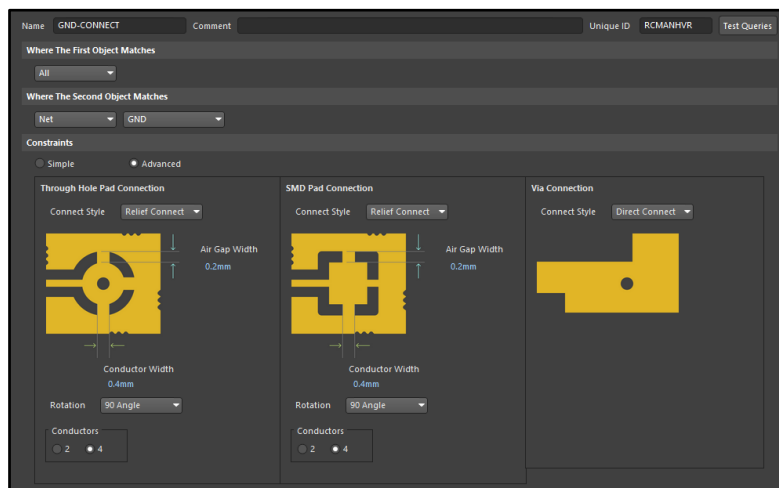 Name GND-CONNECT Comment Unique ID RCMANHVR Test Queries
Where The First Object Matches
All
Where The Second Object Matches
Net GND
Constraints
Simple Advanced
Through Hole Pad Connection
Connect Style Relief Connect
Air Gap Width
0.2mm
Conductor Width
0.4mm
Rotation 90 Angle
Conductors
2 4
SMD Pad Connection
Connect Style Relief Connect
Air Gap Width
0.2mm
Conductor Width
0.4mm
Rotation 90 Angle
Conductors
2 4
Via Connection
Connect Style Direct Connect